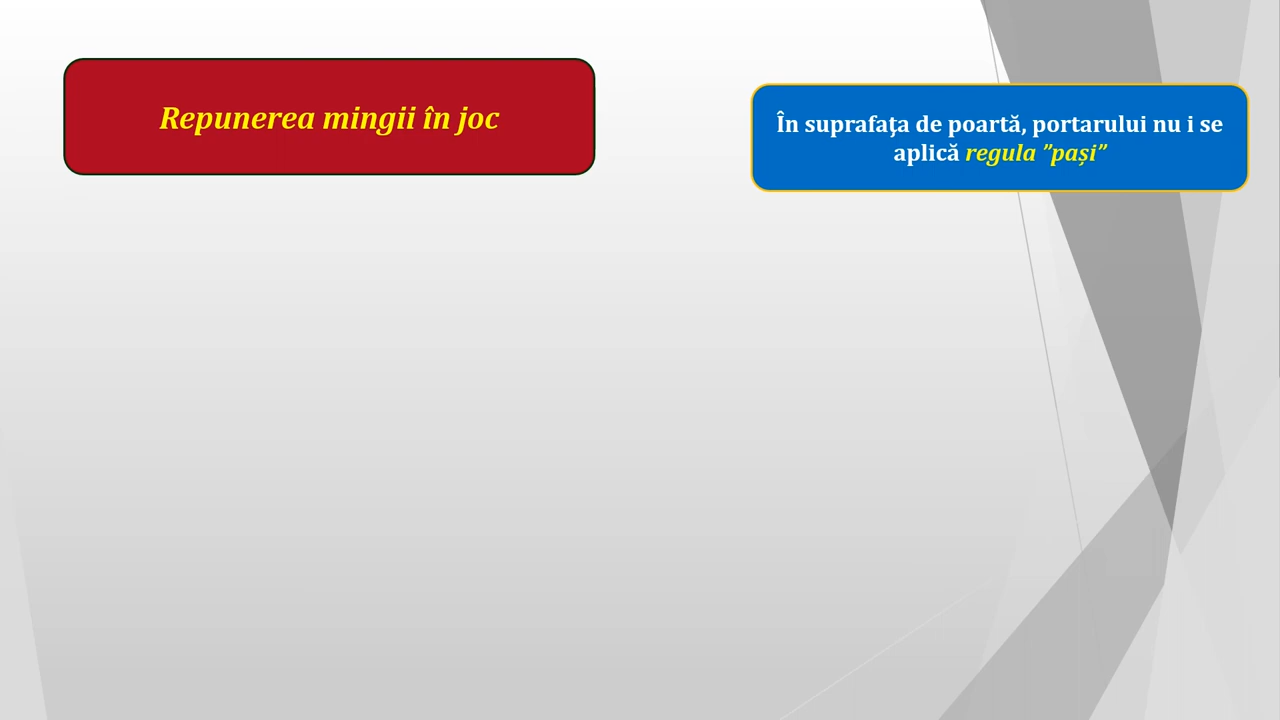 Repunerea mingii în joc
În suprafaţa de poartă, portarului nu i se
aplică regula ”pași”